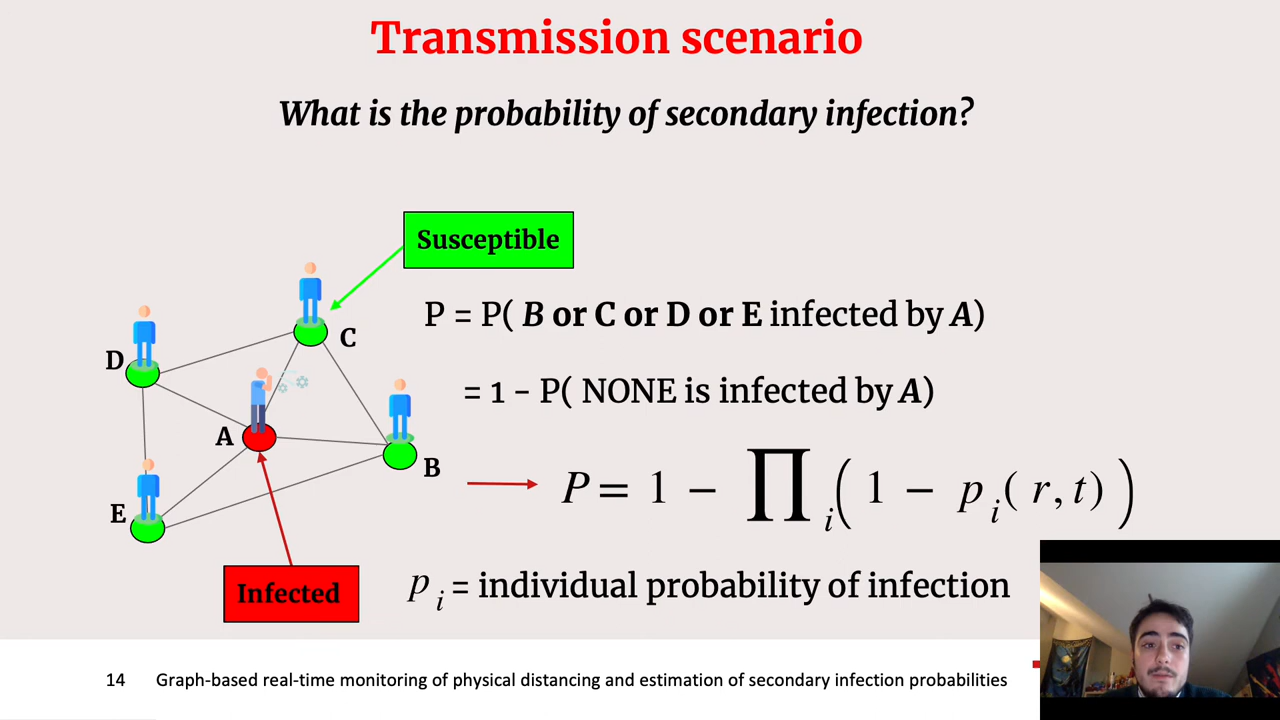 Transmission scenario
What is the probability of secondary infection?
Susceptible
P = P( B or C or D or E infected by A)
C
D
= 1 - P( NONE is infected by A)
A
B
P = 1 - ∏ i ( 1 - p i ( r, t ) )
E
Infected
p i = individual probability of infection
14 Graph-based real-time monitoring of physical distancing and estimation of secondary infection probabilities